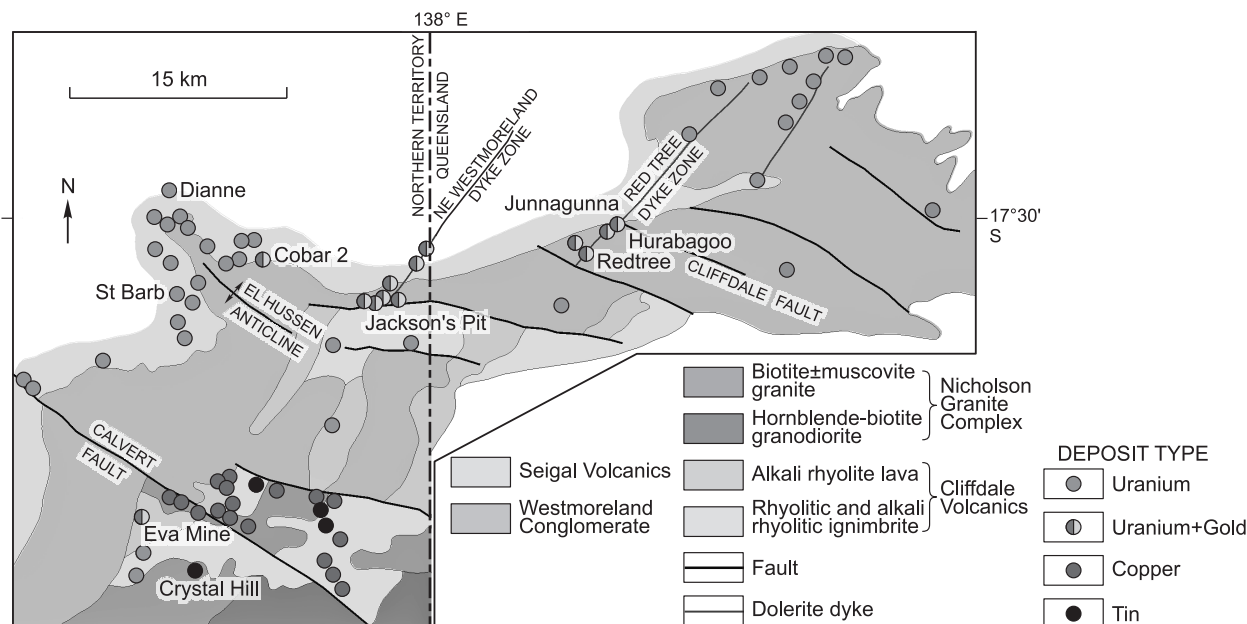 138° E
15 km
NORTHERN TERRITORY
QUEENSLAND
NE WESTMORELAND
DYKE ZONE
N
Dianne
Cobar 2
St Barb
EL HUSSEN
ANTICLINE
Jackson's Pit
Junnagunna
RED TREE
DYKE ZONE
Hurabagoo
Redtree
CLIFFDALE FAULT
17°30'
S
CALVERT
FAULT
Eva Mine
Crystal Hill
Seigal Volcanics
Westmoreland
Conglomerate
Biotite±muscovite
granite
Hornblende-biotite
granodiorite
Nicholson
Granite
Complex
Alkali rhyolite lava
Rhyolitic and alkali
rhyolitic ignimbrite
Cliffdale
Volcanics
Fault
Dolerite dyke
DEPOSIT TYPE
Uranium
Uranium+Gold
Copper
Tin